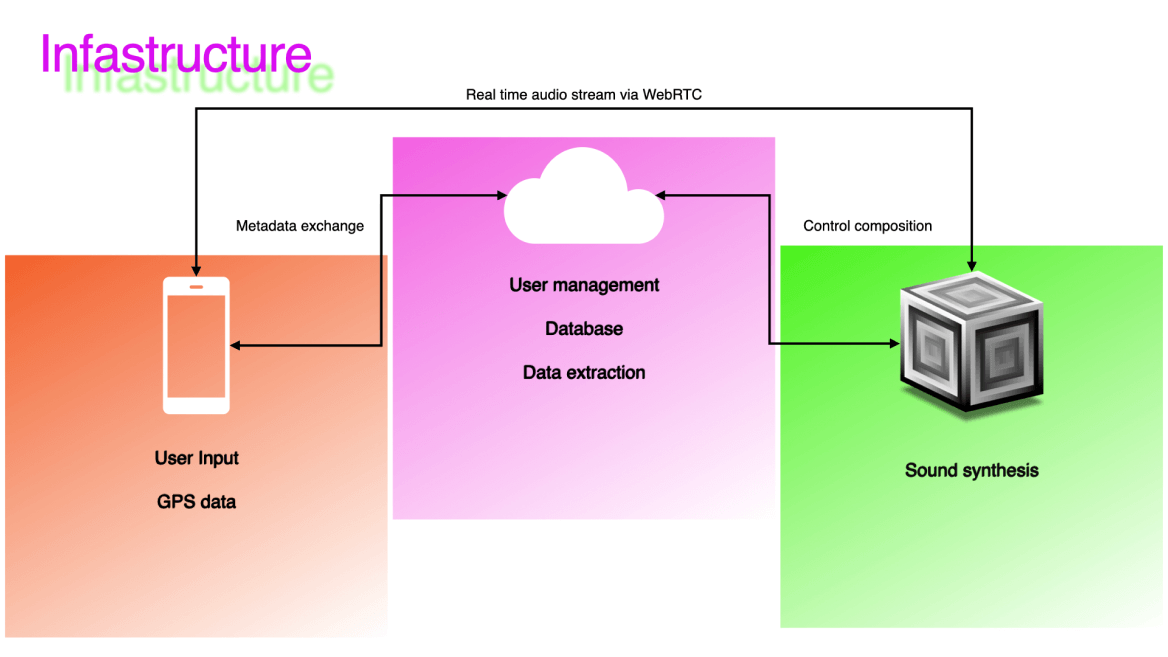 Infastructure
Infastructure
Real time audio stream via WebRTC
Metadata exchange
Control composition
User management
Database
Data extraction
User Input
GPS data
Sound synthesis